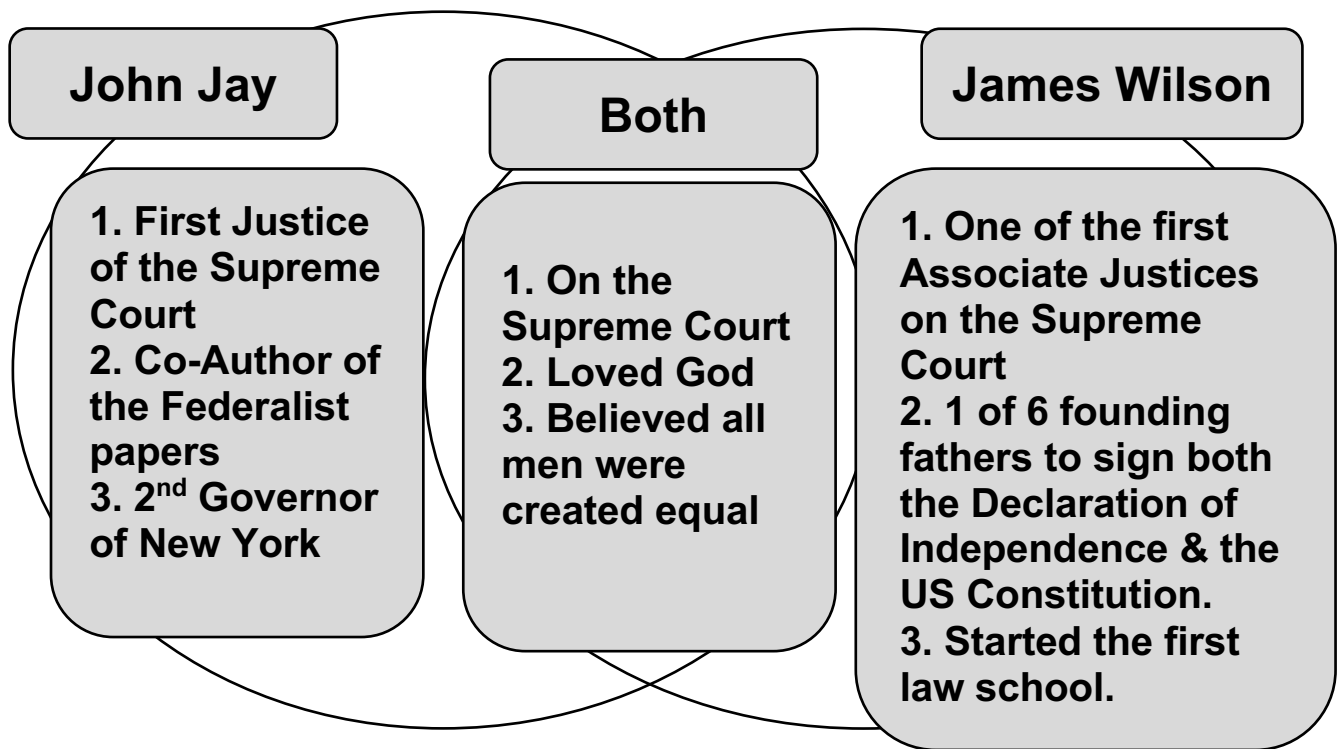 John Jay
Both
James Wilson
1. First Justice
of the Supreme
Court
2. Co-Author of
the Federalist
papers
3. 2nd Governor
of New York
1. On the
Supreme Court
2. Loved God
3. Believed all
men were
created equal
1. One of the first
Associate Justices
on the Supreme
Court
2. 1 of 6 founding
fathers to sign both
the Declaration of
Independence & the
US Constitution.
3. Started the first
law school.